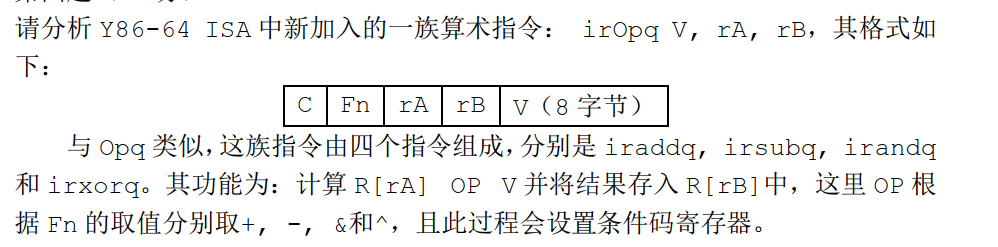 请分析 Y86-64 ISA 中新加入的一族算术指令： irOpq V, rA, rB，其格式如
下：
C Fn rA rB V（8 字节）
与 Opq 类似，这族指令由四个指令组成，分别是 iraddq, irsubq, irandq
和 irxorq。其功能为：计算 R[rA] OP V 并将结果存入 R[rB]中，这里 OP 根
据 Fn 的取值分别取+, -, &和^，且此过程会设置条件码寄存器。